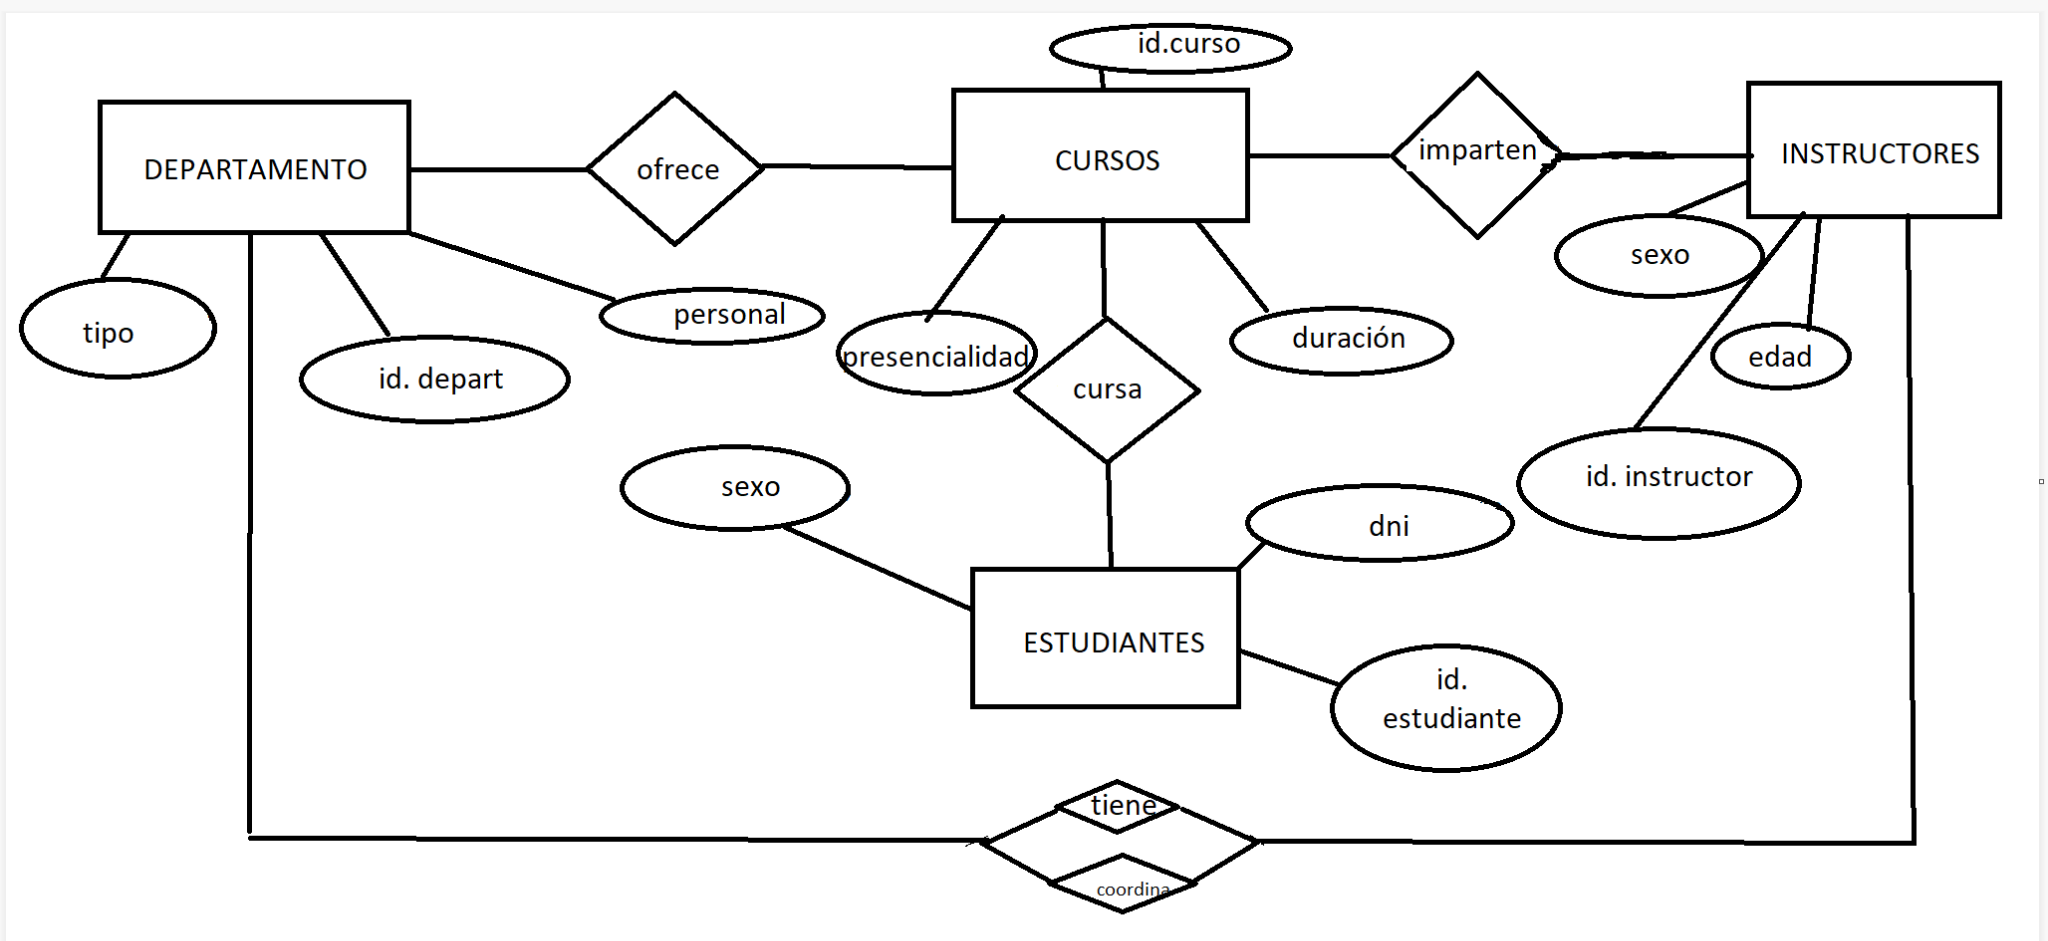 id.curso
DEPARTAMENTO
ofrece
CURSOS
imparten
INSTRUCTORES
sexo
tipo
id. depart
personal
presencialidad
duración
edad
cursa
sexo
id. instructor
dni
ESTUDIANTES
id.
estudiante
tiene
coordina